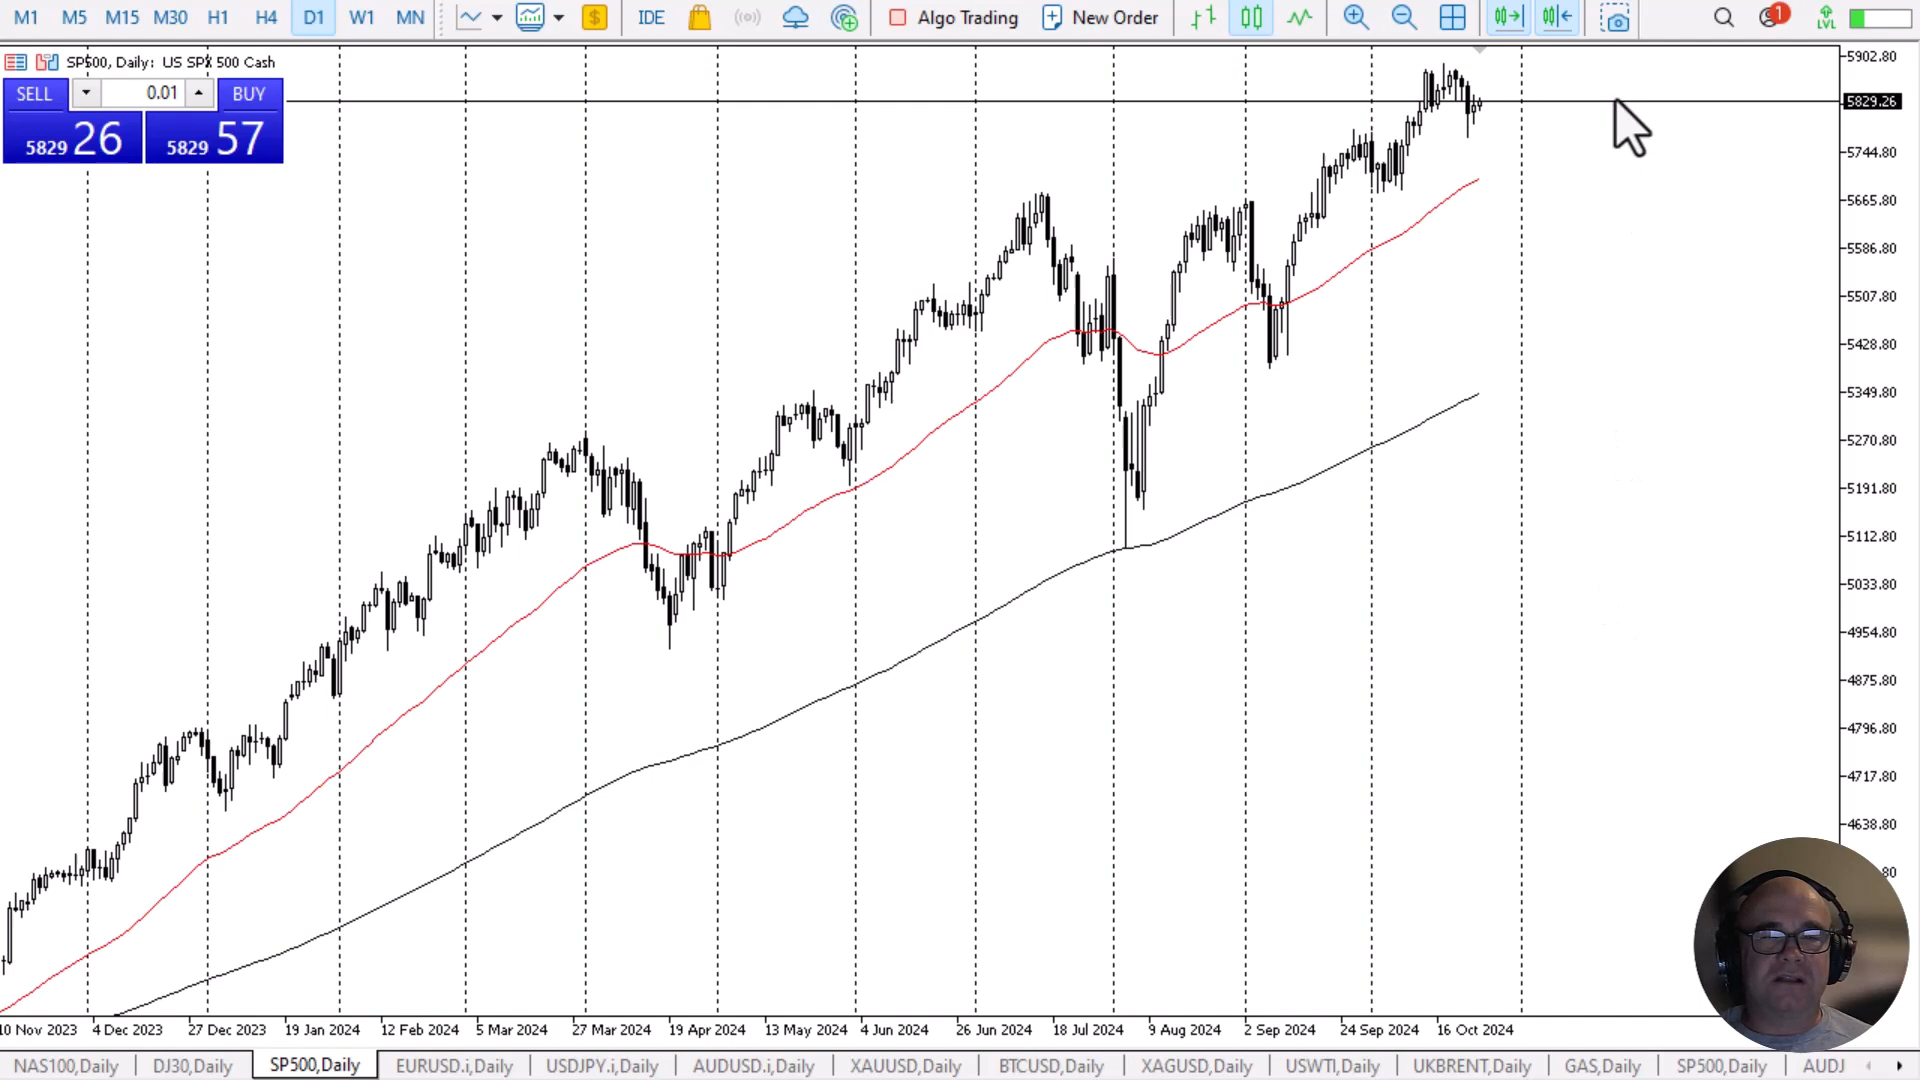 M1 M5 M15 M30 H1 H4 D1 W1 MN IDE Algo Trading New Order 1 LVL
SP500, Daily: US SPX 500 Cash
SELL 0.01 BUY
5829 26 5829 57
5902.80
5829.26
5744.80
5665.80
5586.80
5507.80
5428.80
5349.80
5270.80
5191.80
5112.80
5033.80
4954.80
4875.80
4796.80
4717.80
4638.80
10 Nov 2023 4 Dec 2023 27 Dec 2023 19 Jan 2024 12 Feb 2024 5 Mar 2024 27 Mar 2024 19 Apr 2024 13 May 2024 4 Jun 2024 26 Jun 2024 18 Jul 2024 9 Aug 2024 2 Sep 2024 24 Sep 2024 16 Oct 2024
NAS100,Daily DJ30,Daily SP500,Daily EURUSD.i,Daily USDJPY.i,Daily AUDUSD.i,Daily XAUUSD,Daily BTCUSD,Daily XAGUSD,Daily USWTI,Daily UKBRENT,Daily GAS,Daily SP500,Daily AUDJ